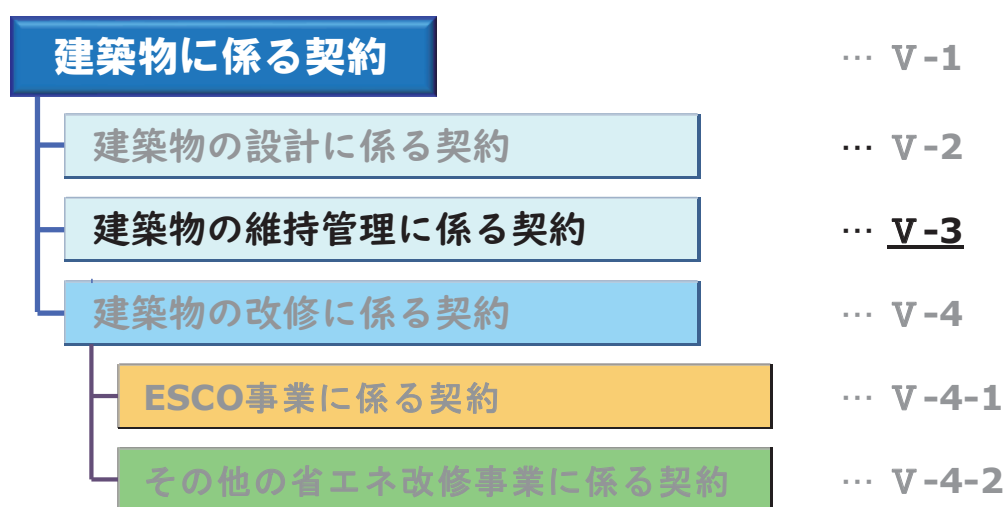 建築物に係る契約 … Ⅴ-1
建築物の設計に係る契約 … Ⅴ-2
建築物の維持管理に係る契約 … Ⅴ-3
建築物の改修に係る契約 … Ⅴ-4
ESCO事業に係る契約 … Ⅴ-4-1
その他の省エネ改修事業に係る契約 … Ⅴ-4-2